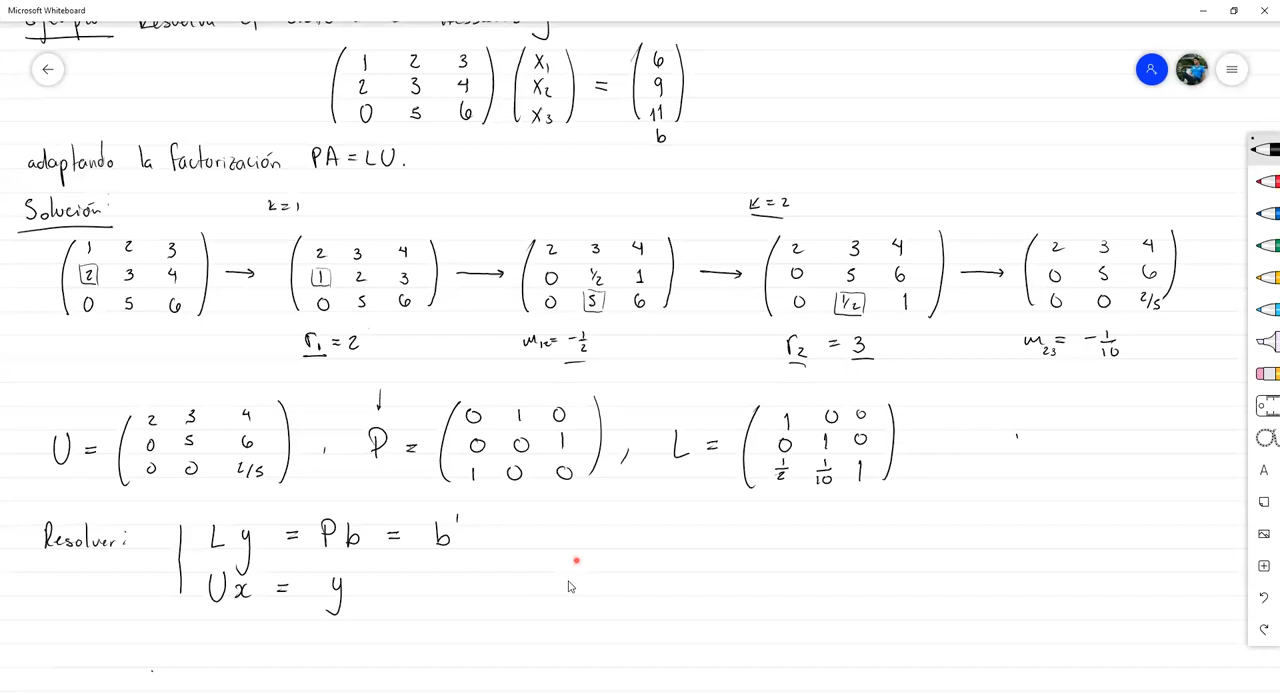 Microsoft Whiteboard
Resuelva el
1 2 3 x₁ 6
2 3 4 x₂ = 9
0 5 6 x₃ 11
b
adaptando la factorización PA = LU.
Solución: k=1 k=2
1 2 3 2 3 4 2 3 4 2 3 4 2 3 4
2 3 4 → 1 2 3 → 0 1/2 1 → 0 5 6 → 0 5 6
0 5 6 0 5 6 0 5 6 0 1/2 1 0 0 2/5
r₁ = 2 m₁₂= -1/2 r₂ = 3 m₂₃ = -1/10
↓
2 3 4 0 1 0 1 0 0
U = 0 5 6 , P = 0 0 1 , L = 0 1 0
0 0 2/5 1 0 0 1/2 1/10 1
Resolver: L y = P b = b'
Ux = y
A